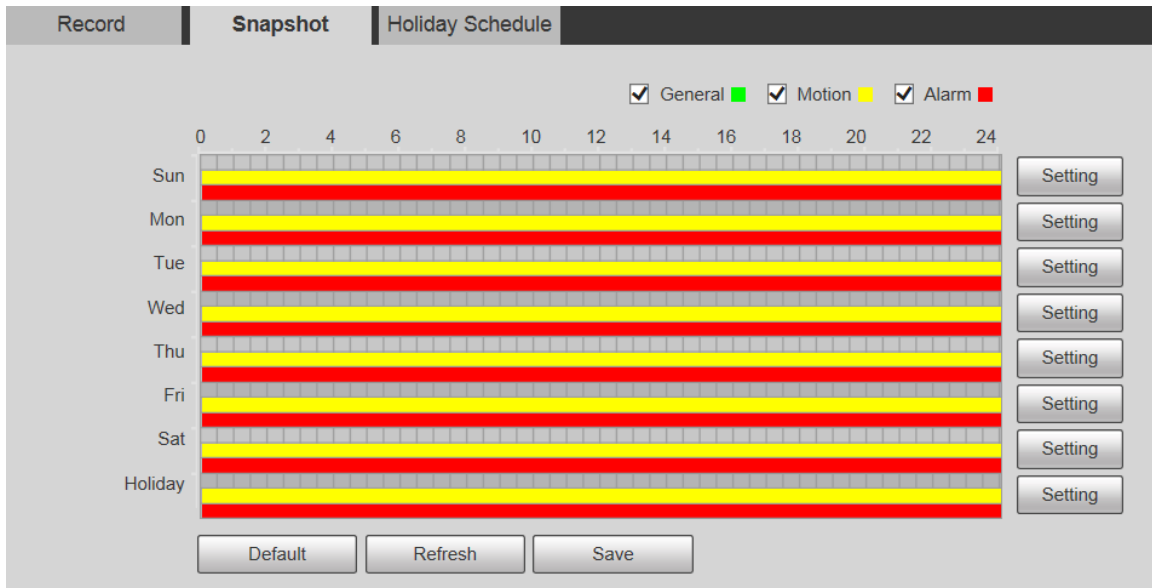 Record Snapshot Holiday Schedule
General Motion Alarm
0 2 4 6 8 10 12 14 16 18 20 22 24
Sun Setting
Mon Setting
Tue Setting
Wed Setting
Thu Setting
Fri Setting
Sat Setting
Holiday Setting
Default Refresh Save